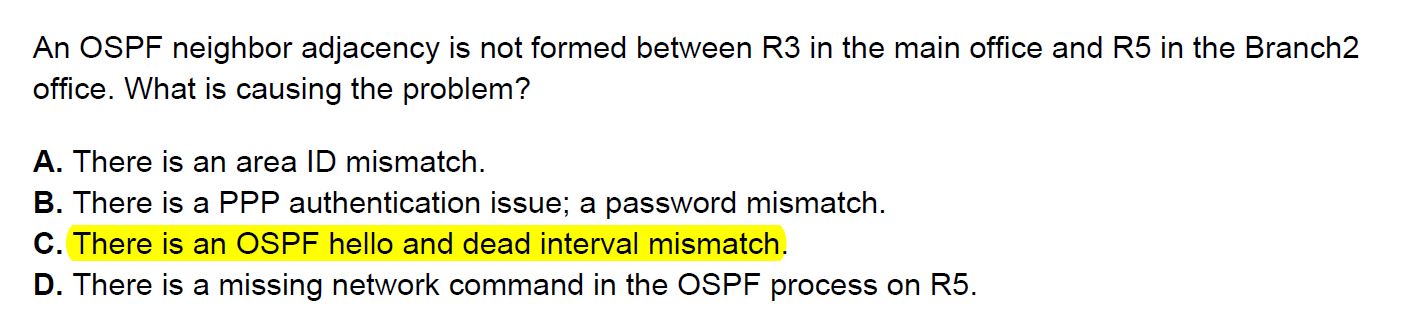 An OSPF neighbor adjacency is not formed between R3 in the main office and R5 in the Branch2
office. What is causing the problem?
A. There is an area ID mismatch.
B. There is a PPP authentication issue; a password mismatch.
C. There is an OSPF hello and dead interval mismatch.
D. There is a missing network command in the OSPF process on R5.